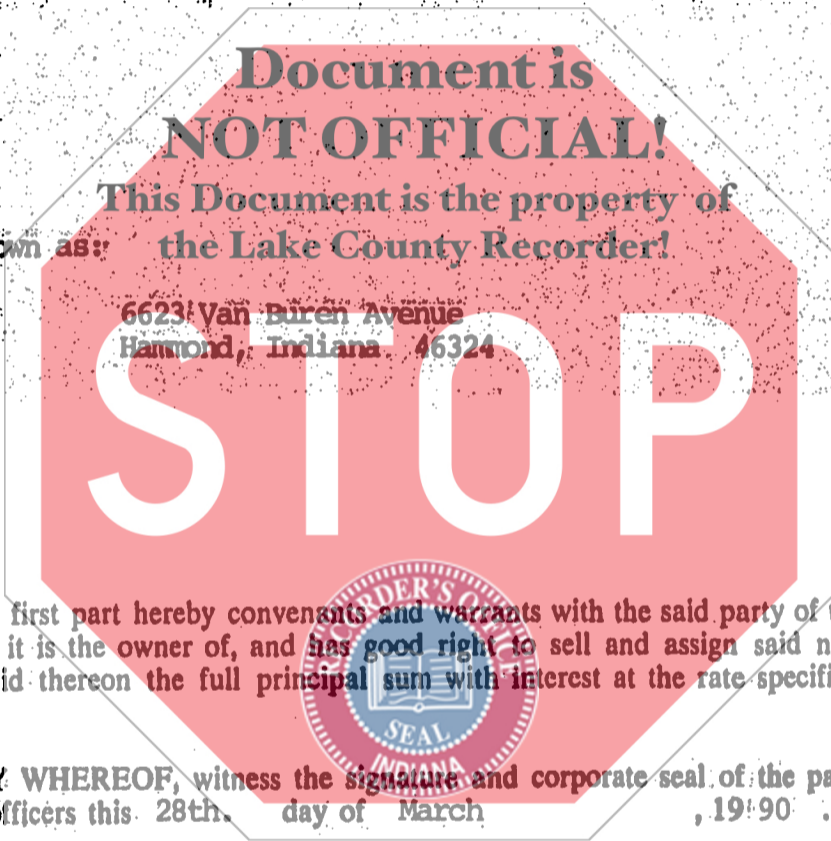 Document is
NOT OFFICIAL!
This Document is the property of
the Lake County Recorder!
wn as:
6623 Van Buren Avenue
Hammond, Indiana 46324
STOP
first part hereby convenants and warrants with the said party of
it is the owner of, and has good right to sell and assign said n
id thereon the full principal sum with interest at the rate specifi
RECORDER'S OFFICE
SEAL
INDIANA
WHEREOF, witness the signature and corporate seal of the pa
fficers this 28th. day of March , 19 90 .